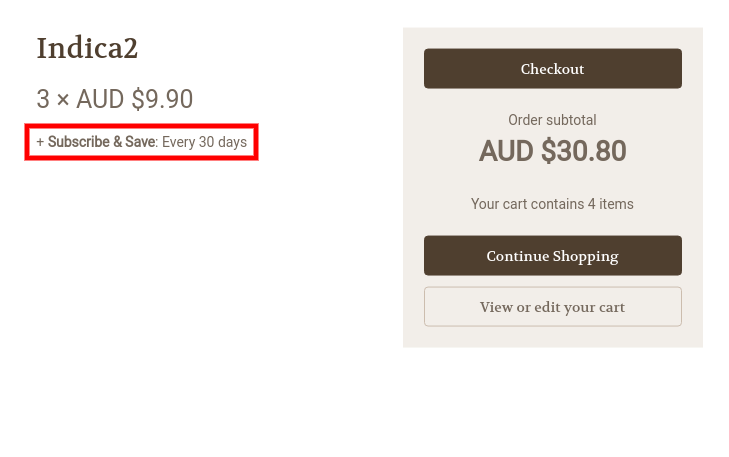 Indica2
3 × AUD $9.90
+ Subscribe & Save: Every 30 days
Checkout
Order subtotal
AUD $30.80
Your cart contains 4 items
Continue Shopping
View or edit your cart